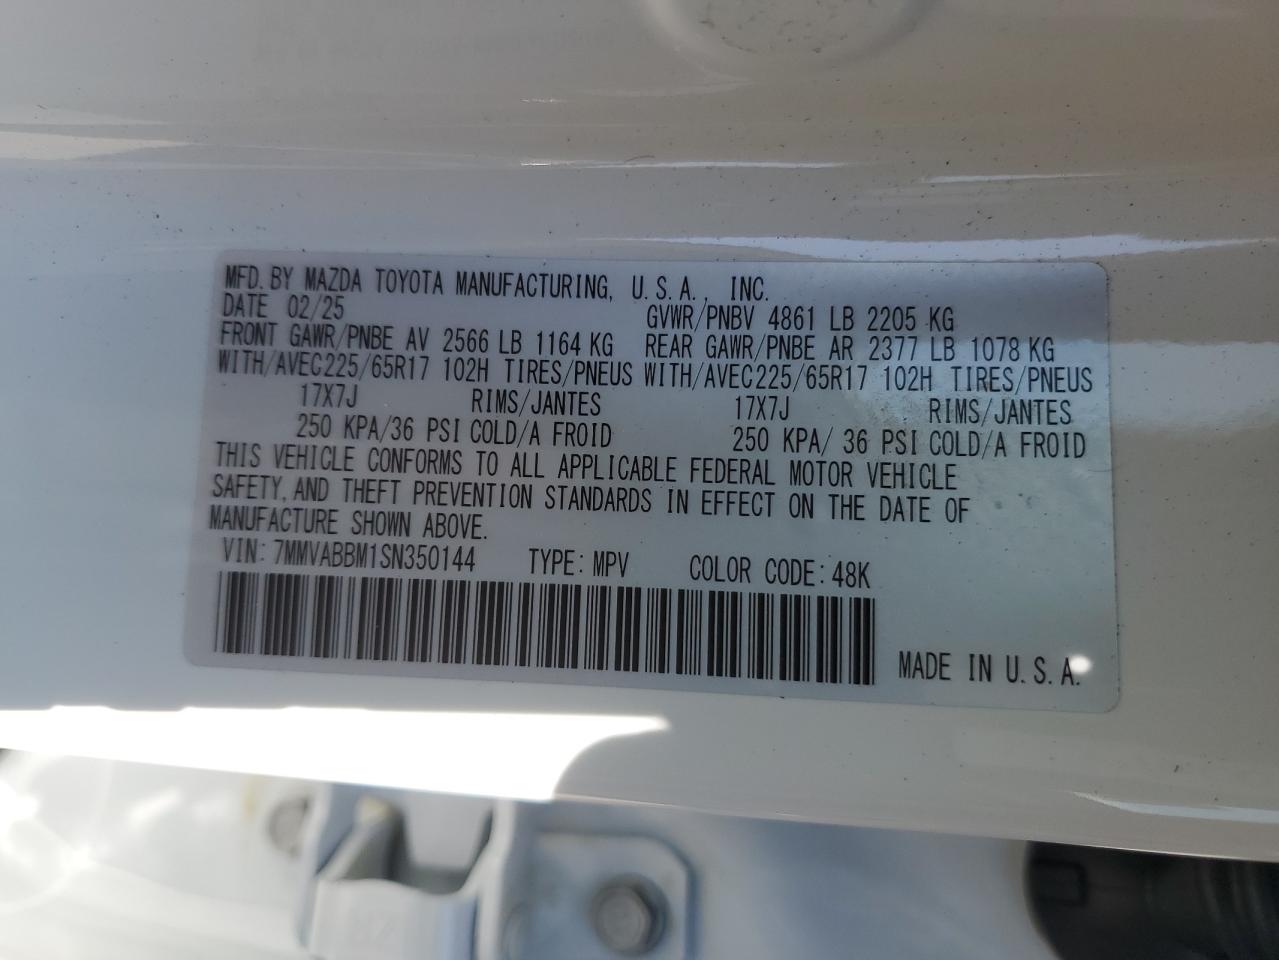 MFD. BY MAZDA TOYOTA MANUFACTURING, U.S.A., INC.
DATE 02/25 GVWR/PNBV 4861 LB 2205 KG
FRONT GAWR/PNBE AV 2566 LB 1164 KG REAR GAWR/PNBE AR 2377 LB 1078 KG
WITH/AVEC225/65R17 102H TIRES/PNEUS WITH/AVEC225/65R17 102H TIRES/PNEUS
17X7J RIMS/JANTES 17X7J RIMS/JANTES
250 KPA/36 PSI COLD/A FROID 250 KPA/ 36 PSI COLD/A FROID
THIS VEHICLE CONFORMS TO ALL APPLICABLE FEDERAL MOTOR VEHICLE
SAFETY, AND THEFT PREVENTION STANDARDS IN EFFECT ON THE DATE OF
MANUFACTURE SHOWN ABOVE.
VIN: 7MMVABBM1SN350144 TYPE: MPV COLOR CODE: 48K
MADE IN U.S.A.